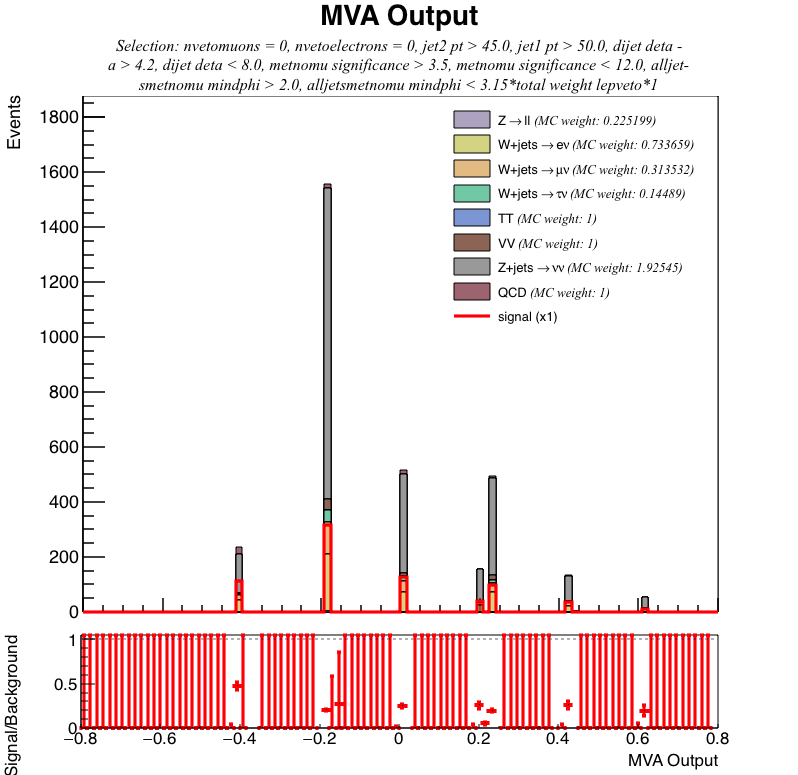 MVA Output
Selection: nvetomuons = 0, nvetoelectrons = 0, jet2 pt > 45.0, jet1 pt > 50.0, dijet deta -
a > 4.2, dijet deta < 8.0, metnomu significance > 3.5, metnomu significance < 12.0, alljet-
smetnomu mindphi > 2.0, alljetsmetnomu mindphi < 3.15*total weight lepveto*1
Events
1800
1600
1400
1200
1000
800
600
400
200
0
Z→ll (MC weight: 0.225199)
W+jets→eν (MC weight: 0.733659)
W+jets→μν (MC weight: 0.313532)
W+jets→τν (MC weight: 0.14489)
TT (MC weight: 1)
VV (MC weight: 1)
Z+jets→νν (MC weight: 1.92545)
QCD (MC weight: 1)
signal (x1)
Signal/Background
1
0.5
0
−0.8 −0.6 −0.4 −0.2 0 0.2 0.4 0.6 0.8
MVA Output